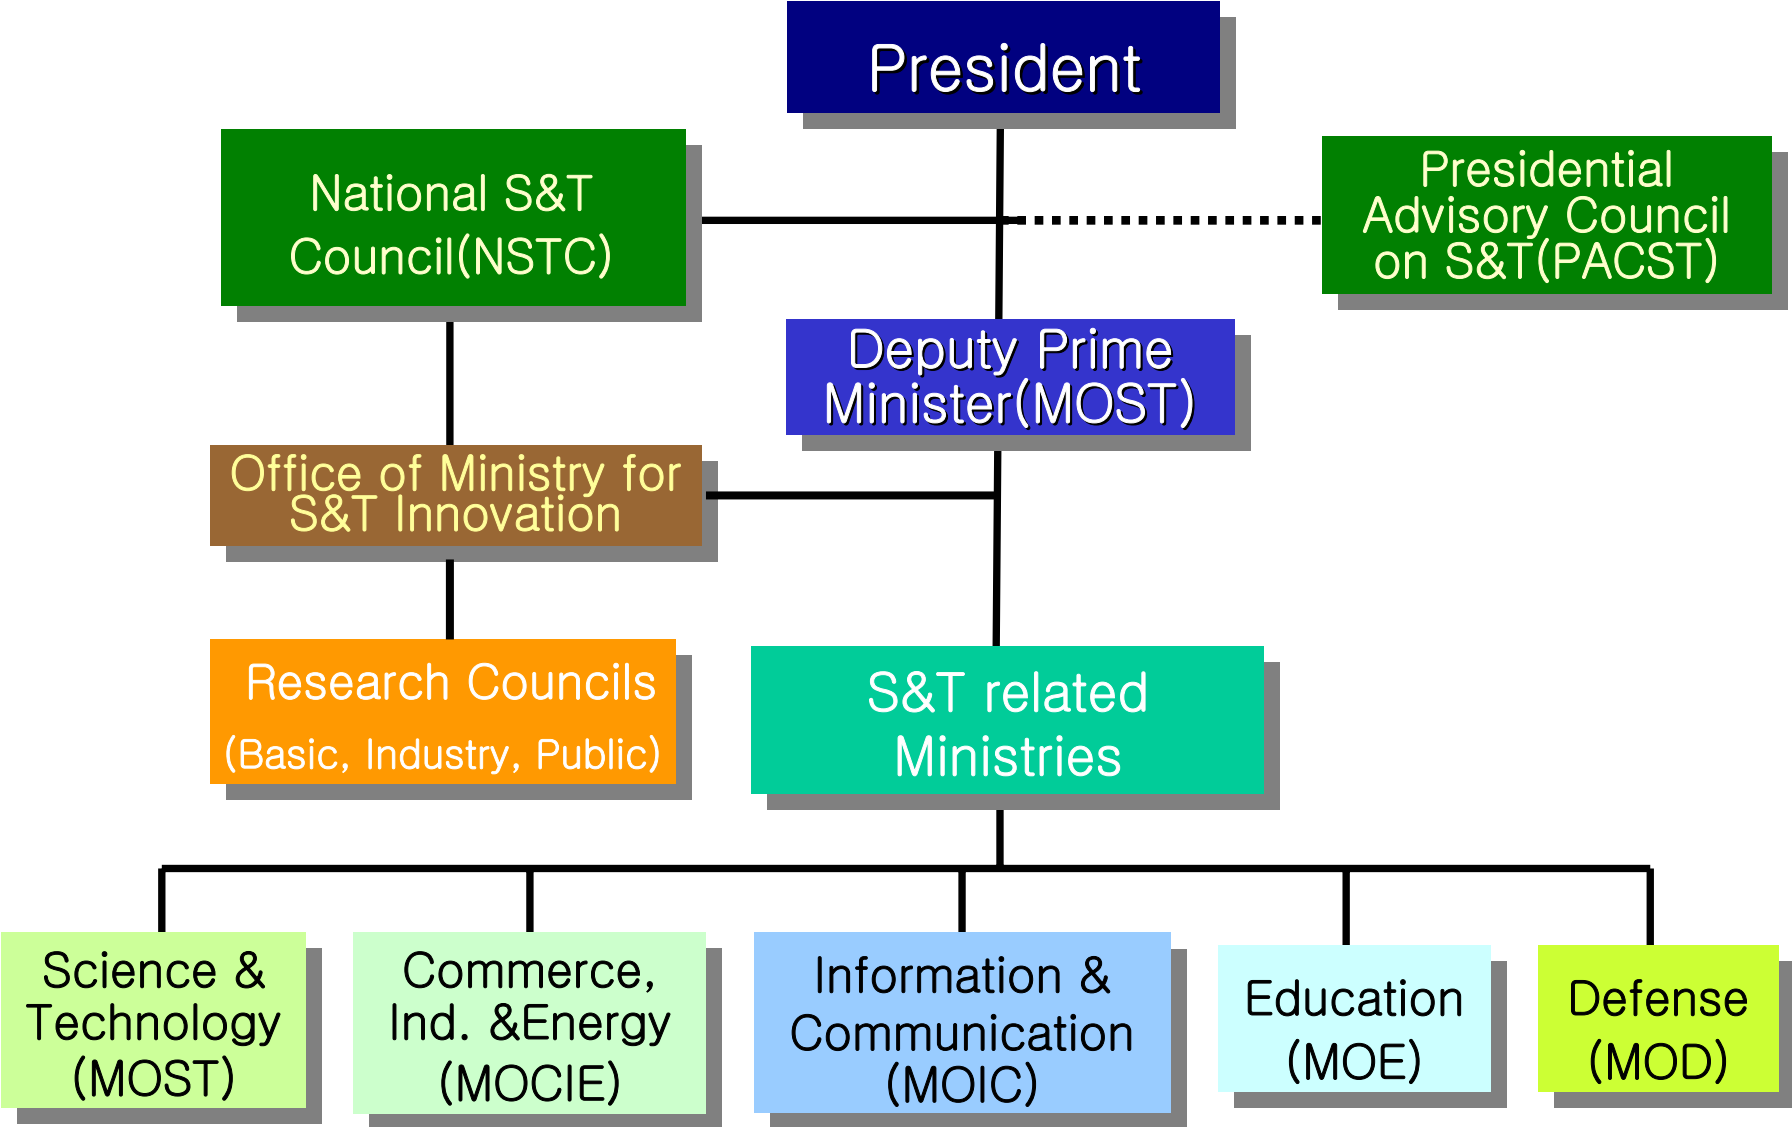 President
National S&T
Council(NSTC)
Presidential
Advisory Council
on S&T(PACST)
Deputy Prime
Minister(MOST)
Office of Ministry for
S&T Innovation
Research Councils
(Basic, Industry, Public)
S&T related
Ministries
Science &
Technology
(MOST)
Commerce,
Ind. &Energy
(MOCIE)
Information &
Communication
(MOIC)
Education
(MOE)
Defense
(MOD)